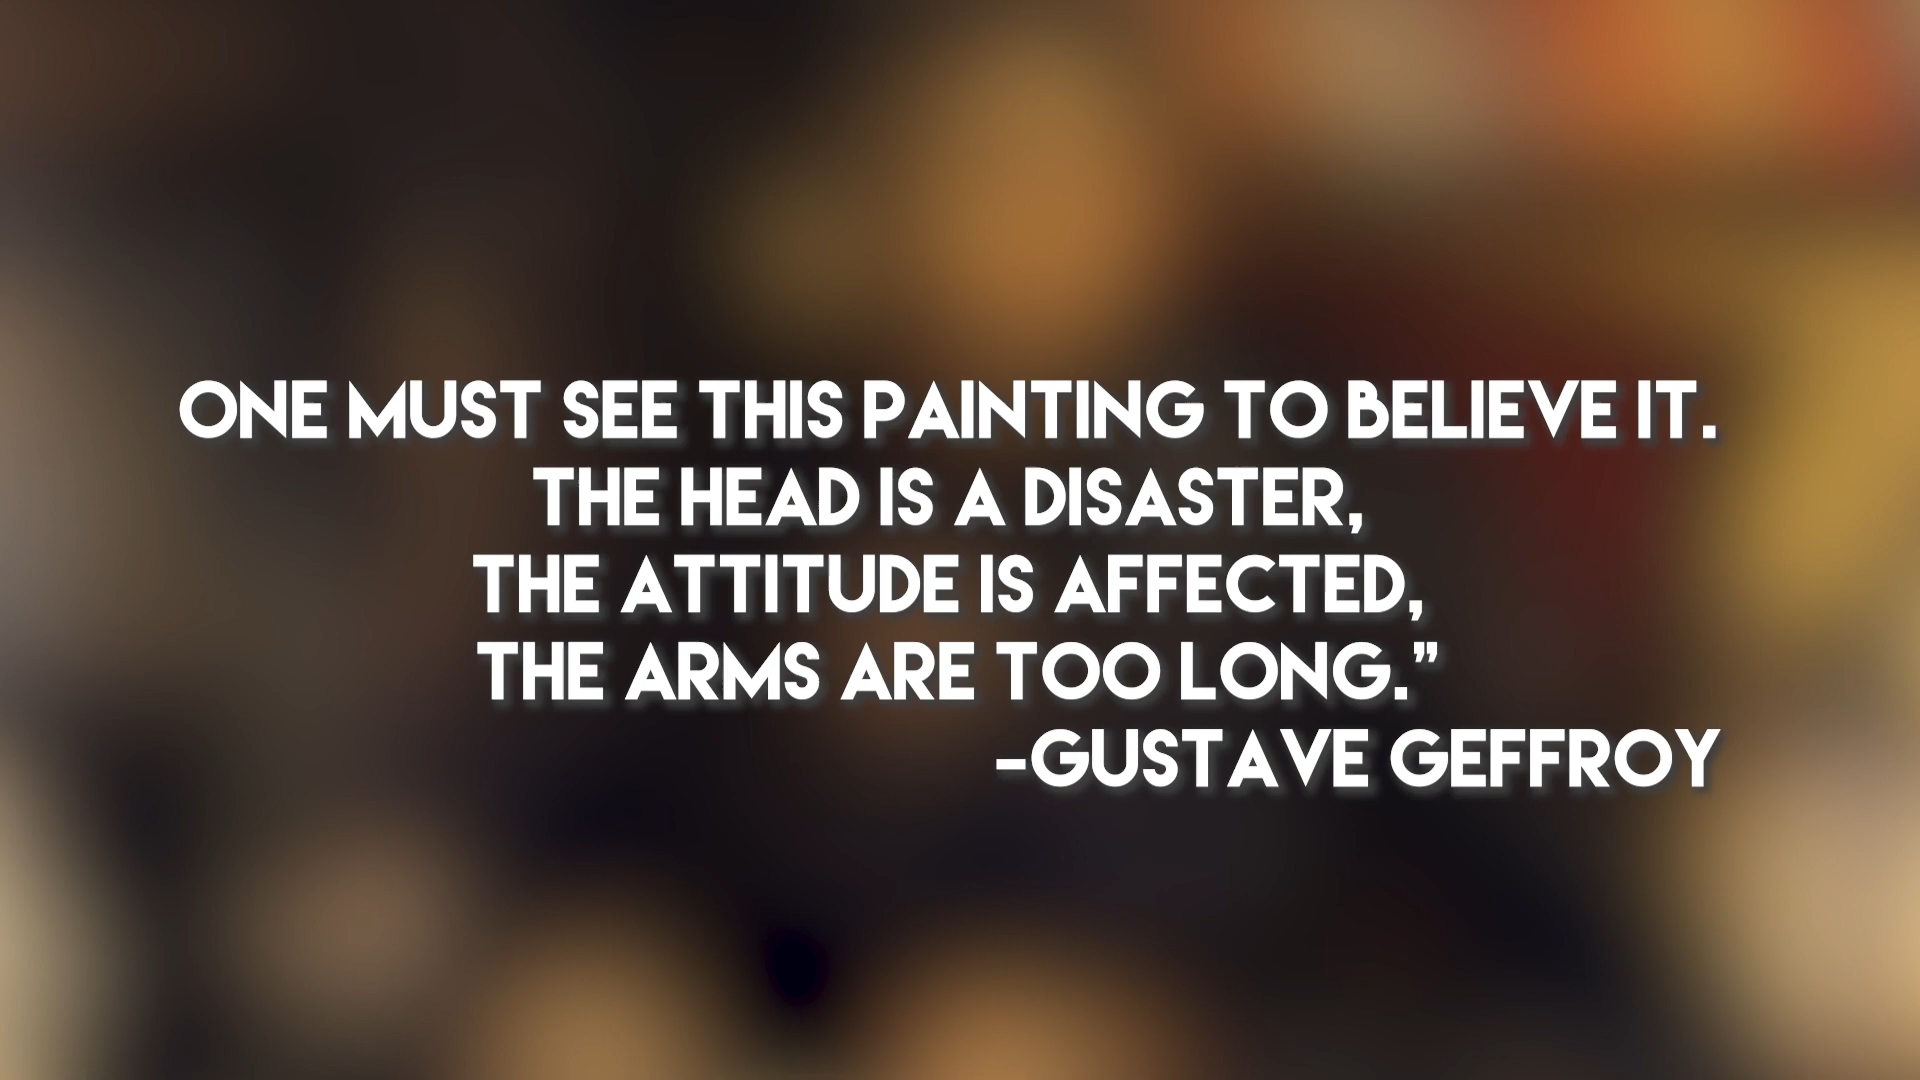 ONE MUST SEE THIS PAINTING TO BELIEVE IT.
THE HEAD IS A DISASTER,
THE ATTITUDE IS AFFECTED,
THE ARMS ARE TOO LONG.”
-GUSTAVE GEFFROY